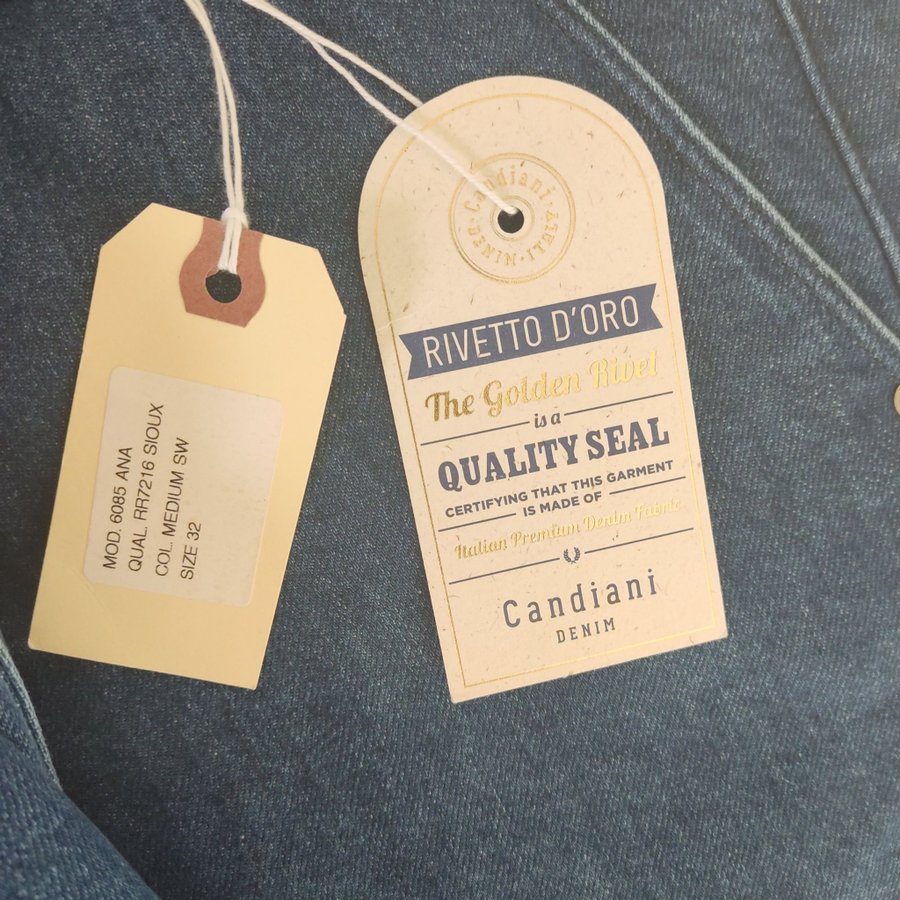 MOD. 6085 ANA
QUAL. RR7216 SIOUX
COL. MEDIUM SW
SIZE 32
Candiani
DENIM · ITALY
RIVETTO D'ORO
The Golden Rivet
is a
QUALITY SEAL
CERTIFYING THAT THIS GARMENT
IS MADE OF
Italian Premium Denim Fabric
Candiani
DENIM